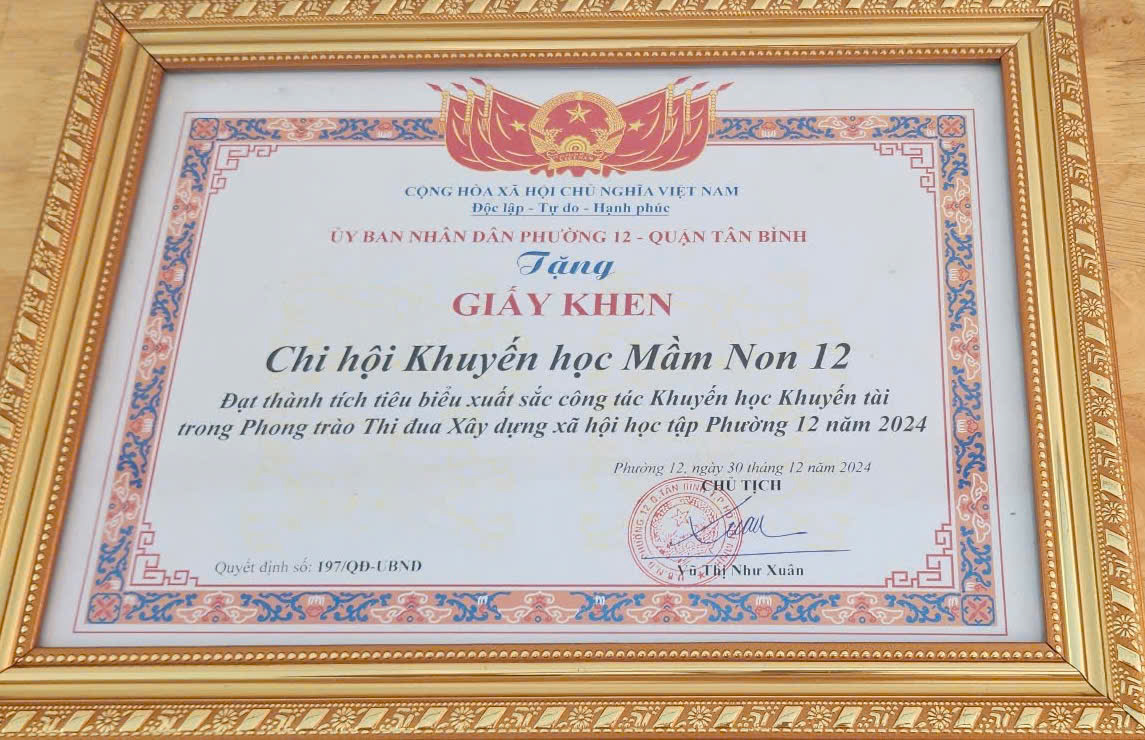 CỘNG HÒA XÃ HỘI CHỦ NGHĨA VIỆT NAM
Độc lập - Tự do - Hạnh phúc
ỦY BAN NHÂN DÂN PHƯỜNG 12 - QUẬN TÂN BÌNH
Tặng
GIẤY KHEN
Chi hội Khuyến học Mầm Non 12
Đạt thành tích tiêu biểu xuất sắc công tác Khuyến học Khuyến tài
trong Phong trào Thi đua Xây dựng xã hội học tập Phường 12 năm 2024
Phường 12, ngày 30 tháng 12 năm 2024
CHỦ TỊCH
Vũ Thị Như Xuân
Quyết định số: 197/QĐ-UBND